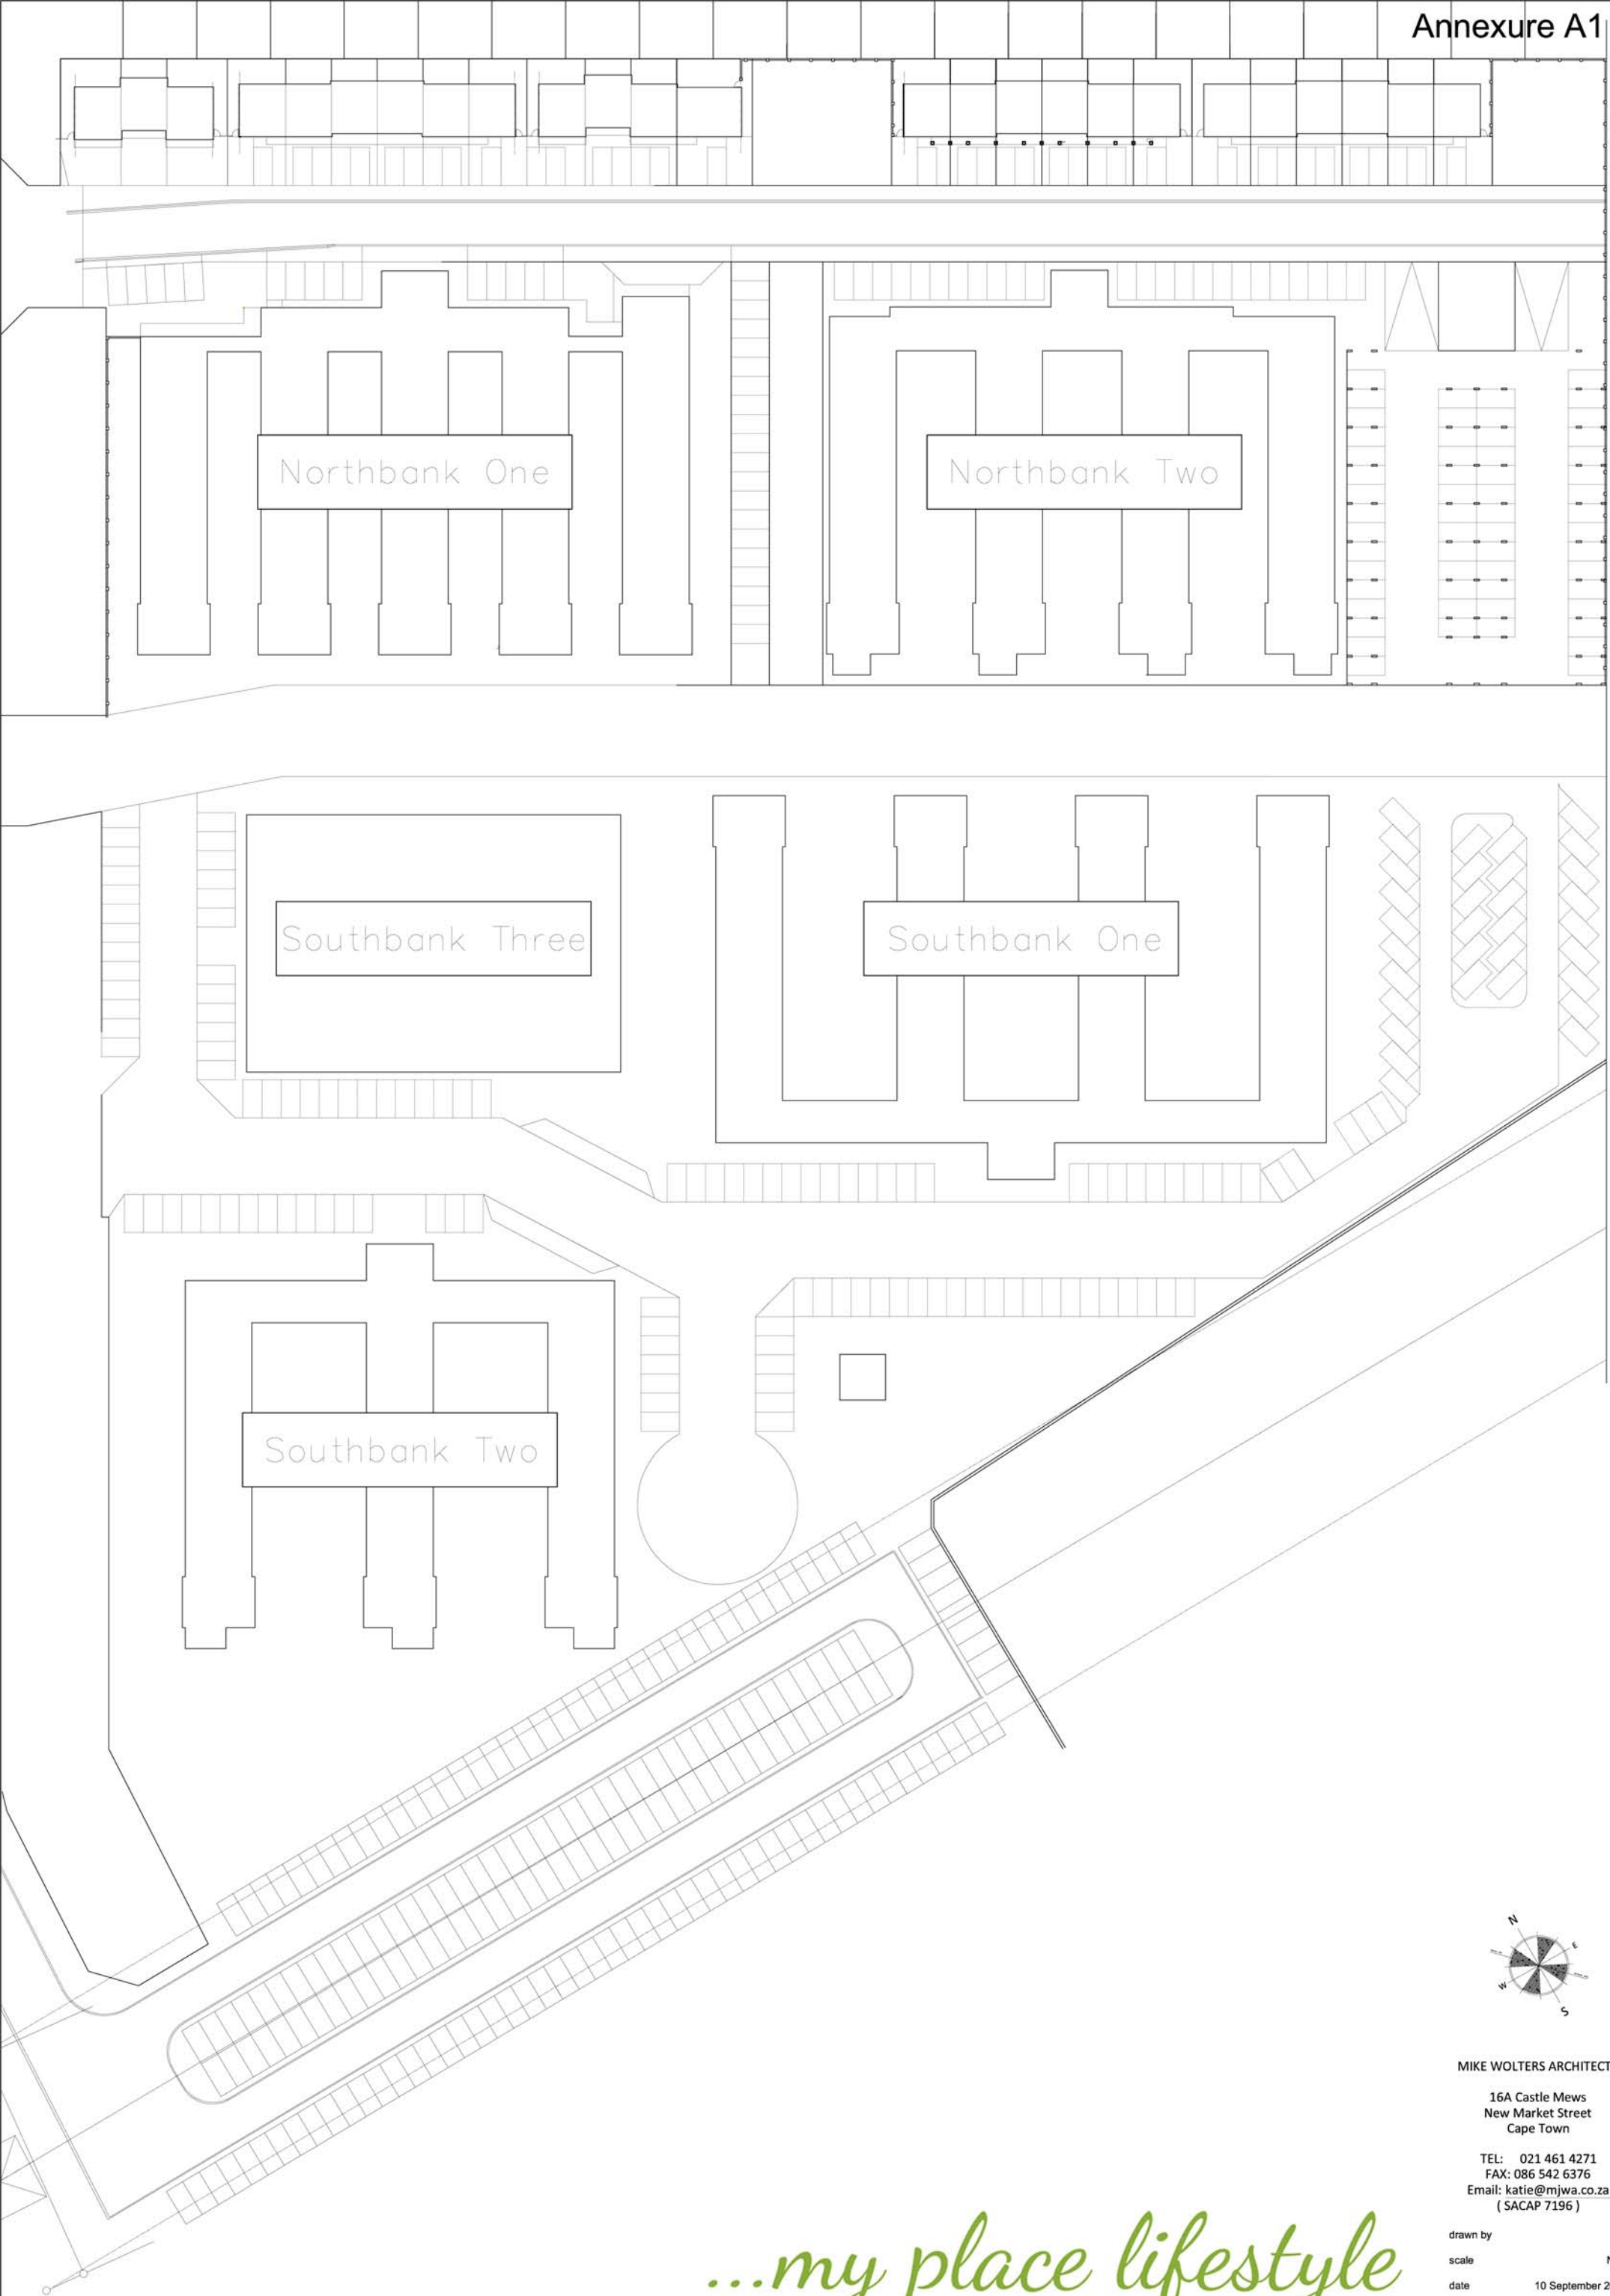 Annexure A1
Northbank One
Northbank Two
Southbank Three
Southbank One
Southbank Two
N
E
W
S
MIKE WOLTERS ARCHITECT
16A Castle Mews
New Market Street
Cape Town
TEL: 021 461 4271
FAX: 086 542 6376
Email: katie@mjwa.co.za
( SACAP 7196 )
drawn by
scale
date 10 September 2
...my place lifestyle